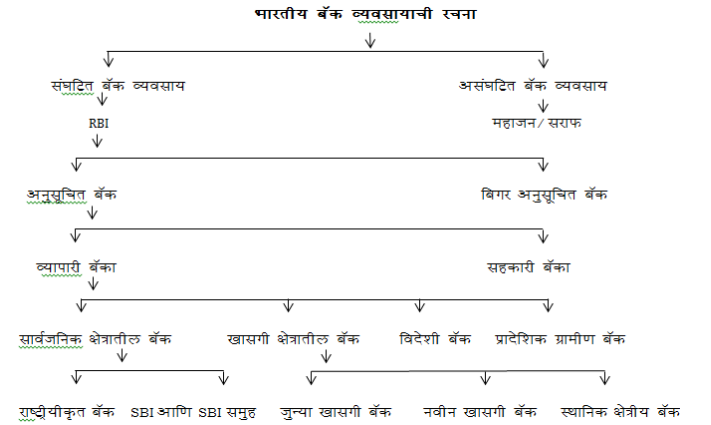 भारतीय बॅक व्यवसायाची रचना
संघटित बॅक व्यवसाय असंघटित बॅक व्यवसाय
RBI महाजन/ सराफ
अनुसूचित बॅक बिगर अनुसूचित बॅक
व्यापारी बॅका सहकारी बॅका
सार्वजनिक क्षेत्रातील बॅक खासगी क्षेत्रातील बॅक विदेशी बॅक प्रादेशिक ग्रामीण बॅक
राष्ट्रीयीकृत बॅक SBI आणि SBI समुह जुन्या खासगी बॅक नवीन खासगी बॅक स्थानिक क्षेत्रीय बॅक